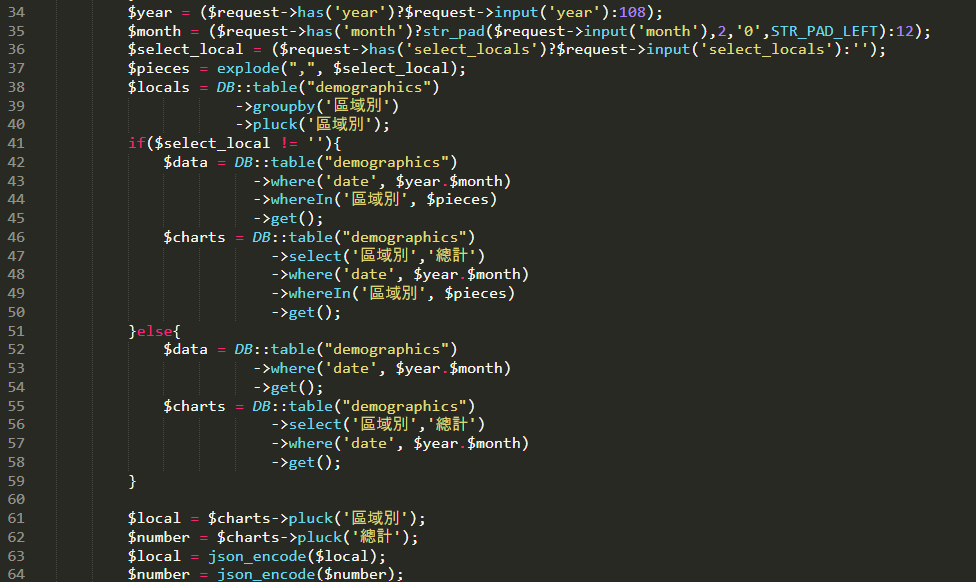 34 $year = ($request->has('year')?$request->input('year'):108);
35 $month = ($request->has('month')?str_pad($request->input('month'),2,'0',STR_PAD_LEFT):12);
36 $select_local = ($request->has('select_locals')?$request->input('select_locals'):'');
37 $pieces = explode(",", $select_local);
38 $locals = DB::table("demographics")
39 ->groupby('區域別')
40 ->pluck('區域別');
41 if($select_local != ''){
42 $data = DB::table("demographics")
43 ->where('date', $year.$month)
44 ->whereIn('區域別', $pieces)
45 ->get();
46 $charts = DB::table("demographics")
47 ->select('區域別','總計')
48 ->where('date', $year.$month)
49 ->whereIn('區域別', $pieces)
50 ->get();
51 }else{
52 $data = DB::table("demographics")
53 ->where('date', $year.$month)
54 ->get();
55 $charts = DB::table("demographics")
56 ->select('區域別','總計')
57 ->where('date', $year.$month)
58 ->get();
59 }
60
61 $local = $charts->pluck('區域別');
62 $number = $charts->pluck('總計');
63 $local = json_encode($local);
64 $number = json_encode($number);